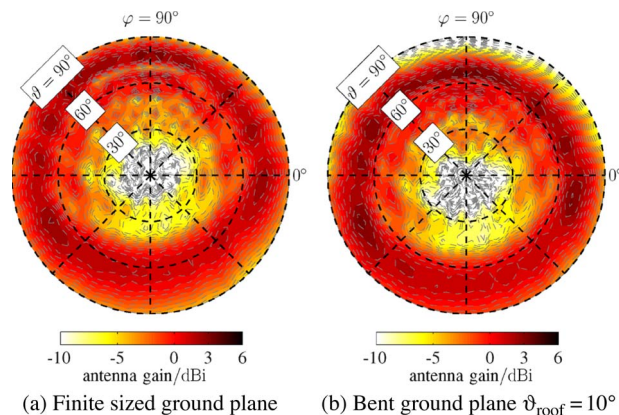 φ = 90°
φ = 90°
ϑ = 90°
60°
30°
0°
ϑ = 90°
60°
30°
0°
-10 -5 0 3 6
antenna gain/dBi
-10 -5 0 3 6
antenna gain/dBi
(a) Finite sized ground plane
(b) Bent ground plane ϑroof = 10°